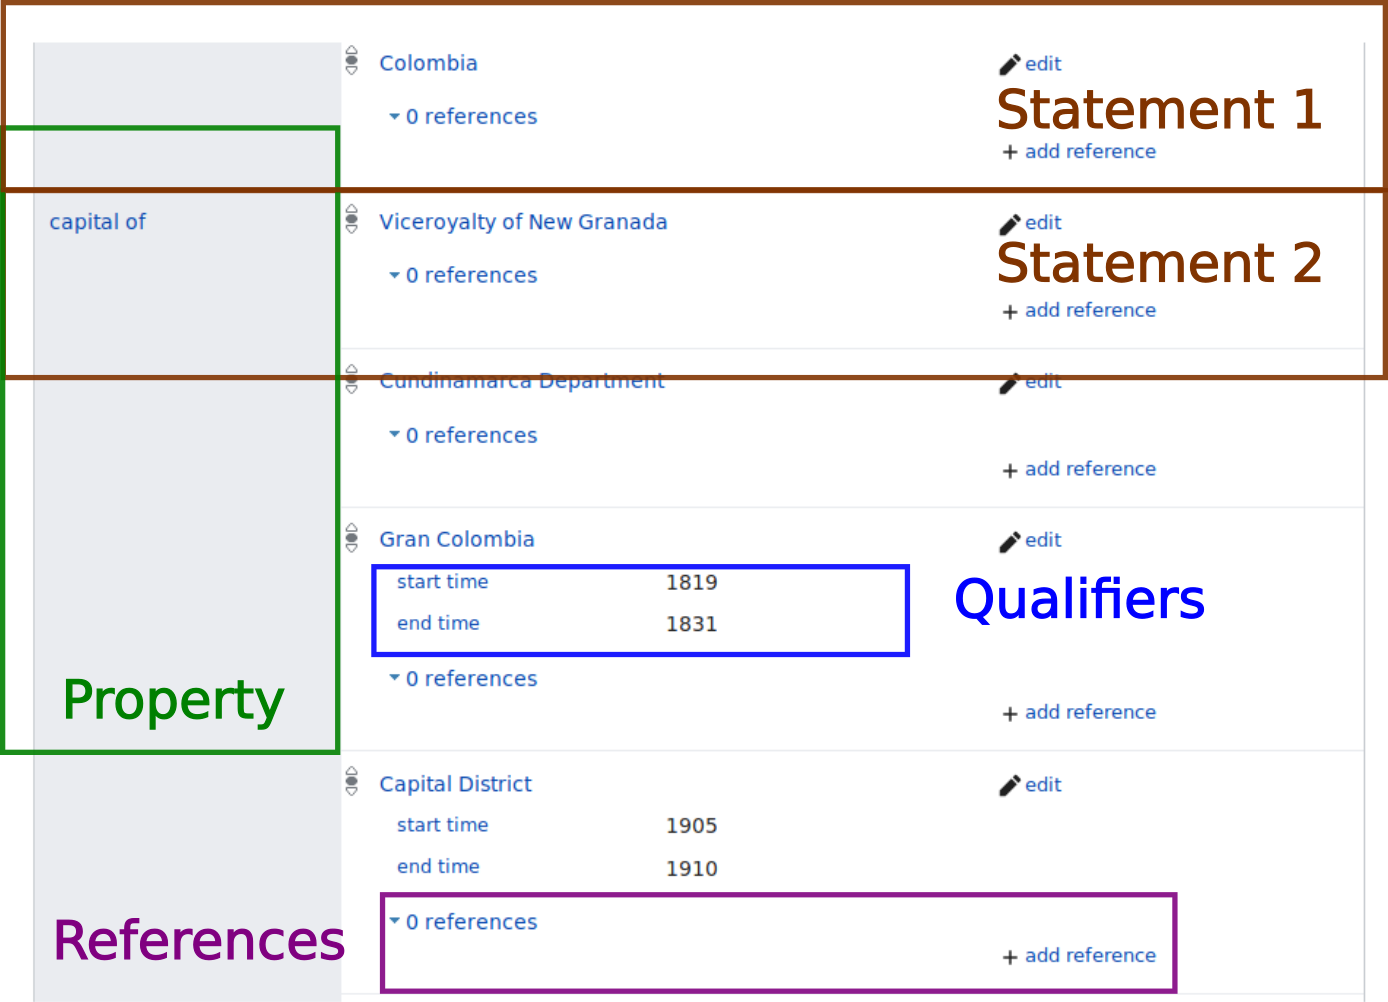 Colombia
edit
0 references
Statement 1
+ add reference
capital of
Viceroyalty of New Granada
edit
0 references
Statement 2
+ add reference
Cundinamarca Department
edit
0 references
+ add reference
Gran Colombia
edit
start time 1819
Qualifiers
end time 1831
0 references
Property
+ add reference
Capital District
edit
start time 1905
end time 1910
0 references
References
+ add reference